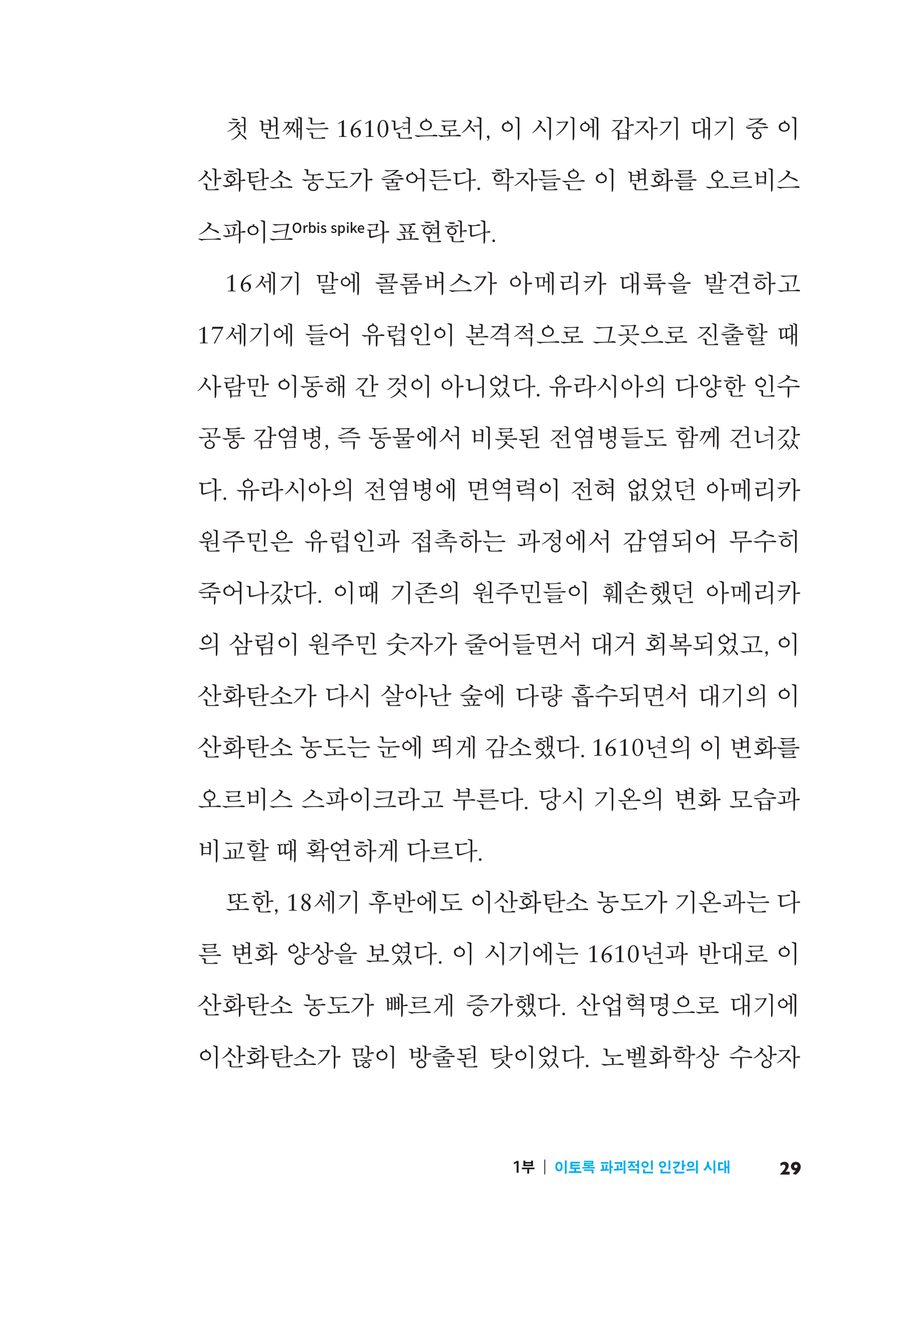 첫 번째는 1610년으로서, 이 시기에 갑자기 대기 중 이
산화탄소 농도가 줄어든다. 학자들은 이 변화를 오르비스
스파이크Orbis spike라 표현한다.
16세기 말에 콜롬버스가 아메리카 대륙을 발견하고
17세기에 들어 유럽인이 본격적으로 그곳으로 진출할 때
사람만 이동해 간 것이 아니었다. 유라시아의 다양한 인수
공통 감염병, 즉 동물에서 비롯된 전염병들도 함께 건너갔
다. 유라시아의 전염병에 면역력이 전혀 없었던 아메리카
원주민은 유럽인과 접촉하는 과정에서 감염되어 무수히
죽어나갔다. 이때 기존의 원주민들이 훼손했던 아메리카
의 삼림이 원주민 숫자가 줄어들면서 대거 회복되었고, 이
산화탄소가 다시 살아난 숲에 다량 흡수되면서 대기의 이
산화탄소 농도는 눈에 띄게 감소했다. 1610년의 이 변화를
오르비스 스파이크라고 부른다. 당시 기온의 변화 모습과
비교할 때 확연하게 다르다.
또한, 18세기 후반에도 이산화탄소 농도가 기온과는 다
른 변화 양상을 보였다. 이 시기에는 1610년과 반대로 이
산화탄소 농도가 빠르게 증가했다. 산업혁명으로 대기에
이산화탄소가 많이 방출된 탓이었다. 노벨화학상 수상자
1부 | 이토록 파괴적인 인간의 시대 29